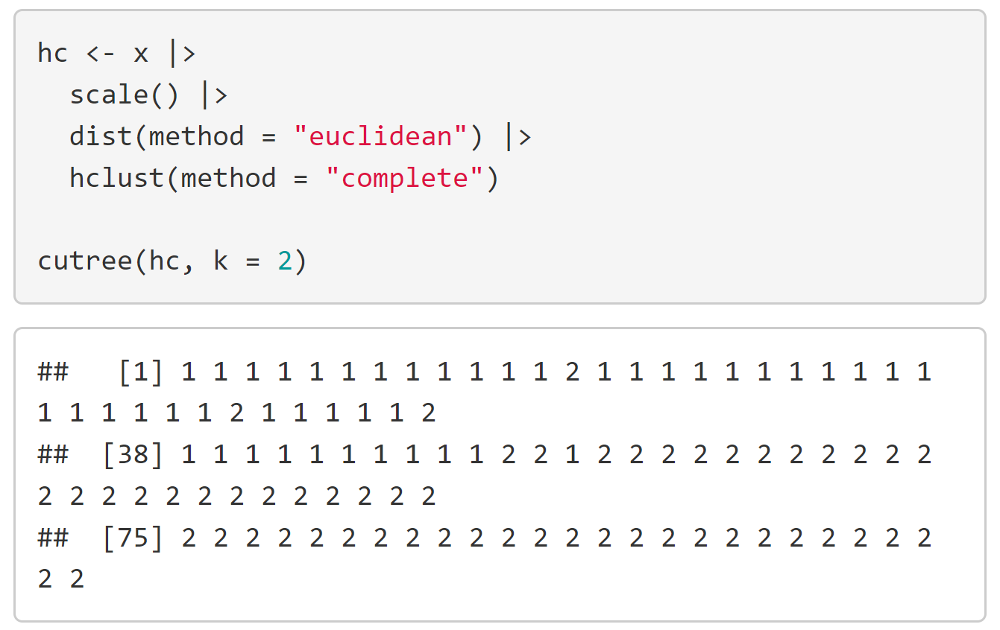 hc <- x |>
scale() |>
dist(method = "euclidean") |>
hclust(method = "complete")
cutree(hc, k = 2)
## [1] 1 1 1 1 1 1 1 1 1 1 1 1 2 1 1 1 1 1 1 1 1 1 1 1
1 1 1 1 1 1 2 1 1 1 1 1 2
## [38] 1 1 1 1 1 1 1 1 1 1 2 2 1 2 2 2 2 2 2 2 2 2 2 2
2 2 2 2 2 2 2 2 2 2 2 2 2
## [75] 2 2 2 2 2 2 2 2 2 2 2 2 2 2 2 2 2 2 2 2 2 2 2 2
2 2